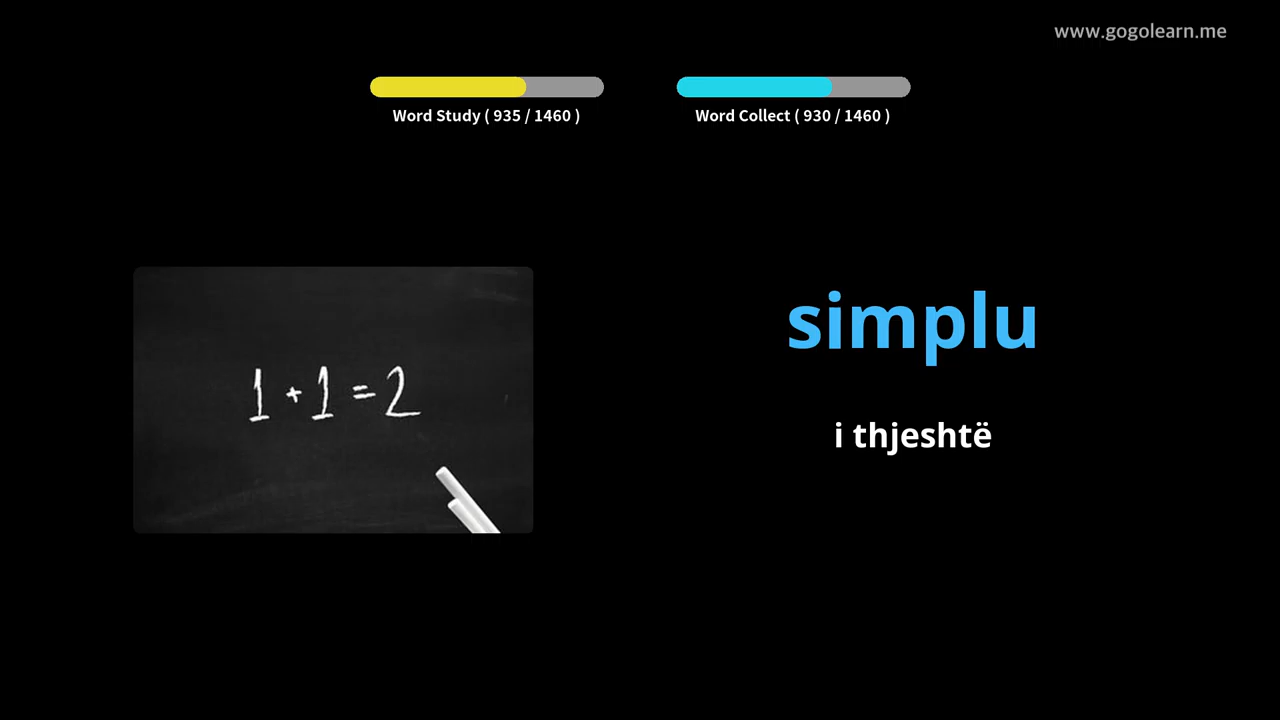 www.gogolearn.me
Word Study ( 935 / 1460 )
Word Collect ( 930 / 1460 )
1 + 1 = 2
simplu
i thjeshtë